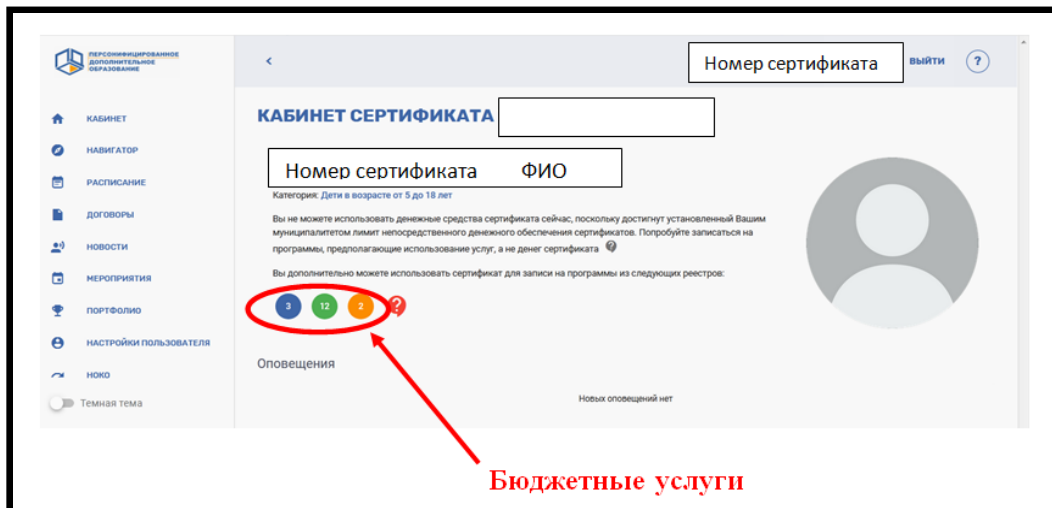 ПЕРСОНИФИЦИРОВАННОЕ
ДОПОЛНИТЕЛЬНОЕ
ОБРАЗОВАНИЕ
Номер сертификата
ВЫЙТИ
?
КАБИНЕТ
НАВИГАТОР
РАСПИСАНИЕ
ДОГОВОРЫ
НОВОСТИ
МЕРОПРИЯТИЯ
ПОРТФОЛИО
НАСТРОЙКИ ПОЛЬЗОВАТЕЛЯ
НОКО
Темная тема
КАБИНЕТ СЕРТИФИКАТА
Номер сертификата ФИО
Категория: Дети в возрасте от 5 до 18 лет
Вы не можете использовать денежные средства сертификата сейчас, поскольку достигнут установленный Вашим
муниципалитетом лимит непосредственного денежного обеспечения сертификатов. Попробуйте записаться на
программы, предполагающие использование услуг, а не денег сертификата ?
Вы дополнительно можете использовать сертификат для записи на программы из следующих реестров:
3 12 2 ?
Оповещения
Новых оповещений нет
Бюджетные услуги